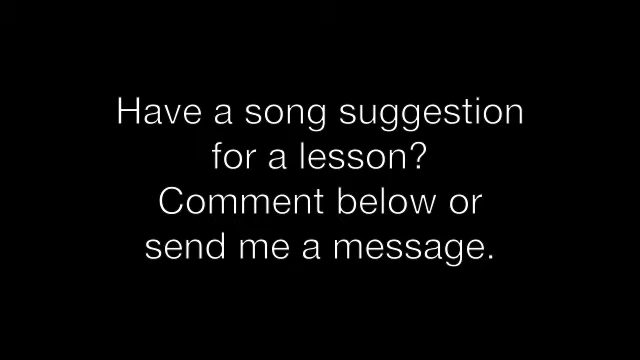 Have a song suggestion
for a lesson?
Comment below or
send me a message.